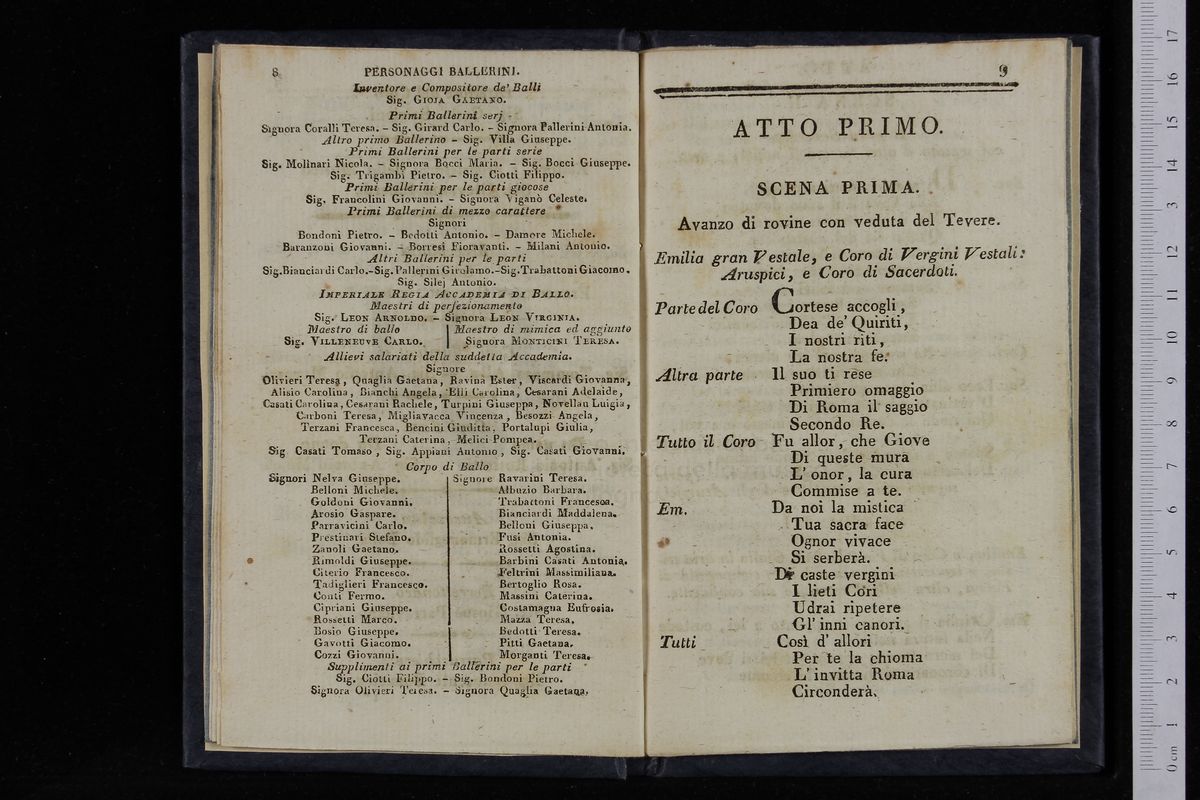 8
PERSONAGGI BALLERINI.
Inventore e Compositore de' Balli
Sig. GIOJA GAETANO.
Primi Ballerini serj
Signora Coralli Teresa. - Sig. Girard Carlo. - Signora Pallerini Antonia.
Altro primo Ballerino - Sig. Villa Giuseppe.
Primi Ballerini per le parti serie
Sig. Molinari Nicola. - Signora Bocci Maria. - Sig. Bocci Giuseppe.
Sig. Trigambi Pietro. - Sig. Ciotti Filippo.
Primi Ballerini per le parti giocose
Sig. Francolini Giovanni. - Signora Viganò Celeste.
Primi Ballerini di mezzo carattere
Signori
Bondoni Pietro. - Bedotti Antonio. - Damore Michele.
Baranzoni Giovanni. - Borresi Fioravanti. - Milani Antonio.
Altri Ballerini per le parti
Sig. Bianciardi Carlo.-Sig. Pallerini Girolamo.-Sig. Trabattoni Giacomo.
Sig. Silej Antonio.
IMPERIALE REGIA ACCADEMIA DI BALLO.
Maestri di perfezionamento
Sig. LEON ARNOLDO. - Signora LEON VIRGINIA.
Maestro di ballo
Sig. VILLENEUVE CARLO.
Maestro di mimica ed aggiunto
Signora MONTICINI TERESA.
Allievi salariati della suddetta Accademia.
Signore
Olivieri Teresa, Quaglia Gaetana, Ravina Ester, Viscardi Giovanna,
Alisio Carolina, Bianchi Angela, Elli Carolina, Cesarani Adelaide,
Casati Carolina, Cesarani Rachele, Turpini Giuseppa, Novellau Luigia,
Carboni Teresa, Migliavacca Vincenza, Besozzi Angela,
Terzani Francesca, Bencini Giuditta, Portalupi Giulia,
Terzani Caterina, Melici Pompea.
Sig Casati Tomaso, Sig. Appiani Antonio, Sig. Casati Giovanni.
Corpo di Ballo
Signori Nelva Giuseppe.
Belloni Michele.
Goldoni Giovanni.
Arosio Gaspare.
Parravicini Carlo.
Prestinari Stefano.
Zanoli Gaetano.
Rimoldi Giuseppe.
Citerio Francesco.
Tadiglieri Francesco.
Conti Fermo.
Cipriani Giuseppe.
Rossetti Marco.
Bosio Giuseppe.
Gavotti Giacomo.
Cozzi Giovanni.
Signore Ravarini Teresa.
Albuzio Barbara.
Trabattoni Francesca.
Bianciardi Maddalena.
Belloni Giuseppa.
Fusi Antonia.
Rossetti Agostina.
Barbini Casati Antonia.
Feltrini Massimiliana.
Bertoglio Rosa.
Massini Caterina.
Costamagna Eufrosia.
Mazza Teresa.
Bedotti Teresa.
Pitti Gaetana.
Morganti Teresa.
Supplimenti ai primi Ballerini per le parti
Sig. Ciotti Filippo. - Sig. Bondoni Pietro.
Signora Olivieri Teresa. - Signora Quaglia Gaetana.
9
ATTO PRIMO.
SCENA PRIMA.
Avanzo di rovine con veduta del Tevere.
Emilia gran Vestale, e Coro di Vergini Vestali:
Aruspici, e Coro di Sacerdoti.
Parte del Coro Cortese accogli,
Dea de' Quiriti,
I nostri riti,
La nostra fe.
Altra parte Il suo ti rese
Primiero omaggio
Di Roma il saggio
Secondo Re.
Tutto il Coro Fu allor, che Giove
Di queste mura
L' onor, la cura
Commise a te.
Em. Da noi la mistica
Tua sacra face
Ognor vivace
Si serberà.
Di caste vergini
I lieti Cori
Udrai ripetere
Gl' inni canori.
Tutti Così d' allori
Per te la chioma
L' invitta Roma
Circonderà.
0 cm 1 2 3 4 5 6 7 8 9 10 11 12 13 14 15 16 17